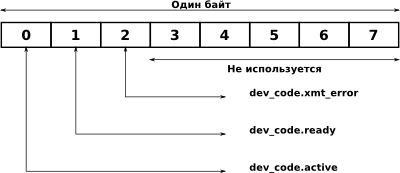 Один байт
0 1 2 3 4 5 6 7
Не используется
dev_code.xmt_error
dev_code.ready
dev_code.active